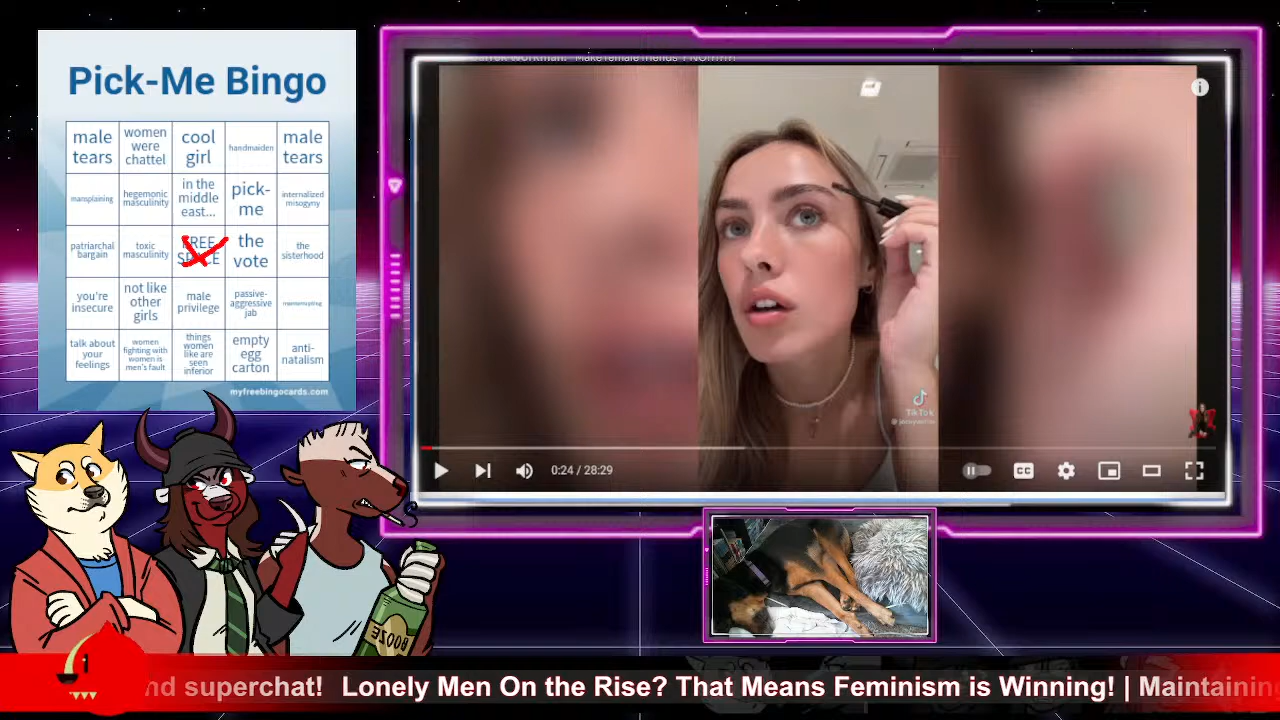 Pick-Me Bingo
male tears
women were chattel
cool girl
handmaiden
male tears
mansplaining
hegemonic masculinity
in the middle east...
pick-me
internalized misogyny
patriarchal bargain
toxic masculinity
FREE SPACE
the vote
the sisterhood
you're insecure
not like other girls
male privilege
passive-aggressive jab
talk about your feelings
women fighting with women is men's fault
things women like are seen inferior
empty egg carton
anti-natalism
myfreebingocards.com
0:24 / 28:29
CC
TikTok
BOOZE
nd superchat! Lonely Men On the Rise? That Means Feminism is Winning! | Maintaining